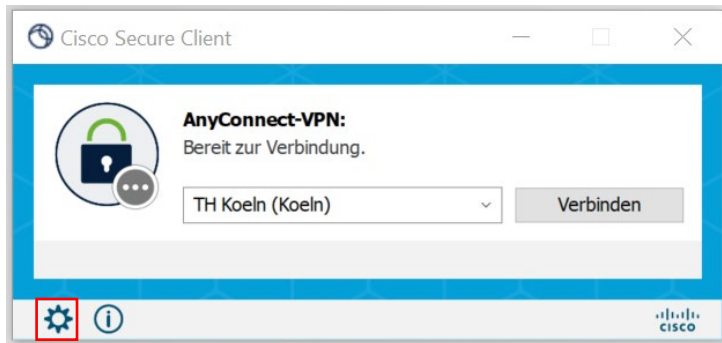 Cisco Secure Client
AnyConnect-VPN:
Bereit zur Verbindung.
TH Koeln (Koeln)
Verbinden
cisco